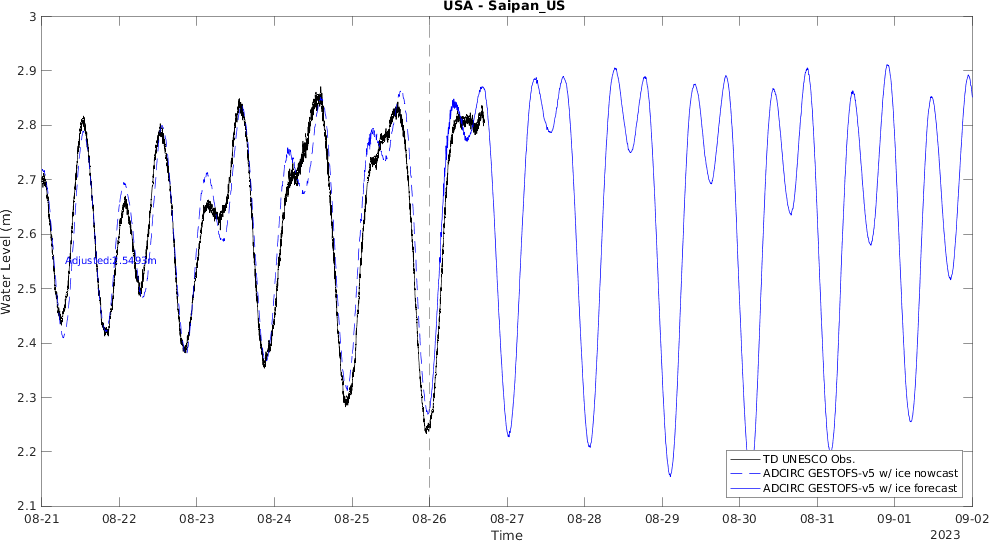 USA - Saipan_US
3
2.9
2.8
2.7
2.6
2.5
2.4
2.3
2.2
2.1
Water Level (m)
Adjusted:2.5493m
TD UNESCO Obs.
ADCIRC GESTOFS-v5 w/ ice nowcast
ADCIRC GESTOFS-v5 w/ ice forecast
08-21 08-22 08-23 08-24 08-25 08-26 08-27 08-28 08-29 08-30 08-31 09-01 09-02
Time
2023